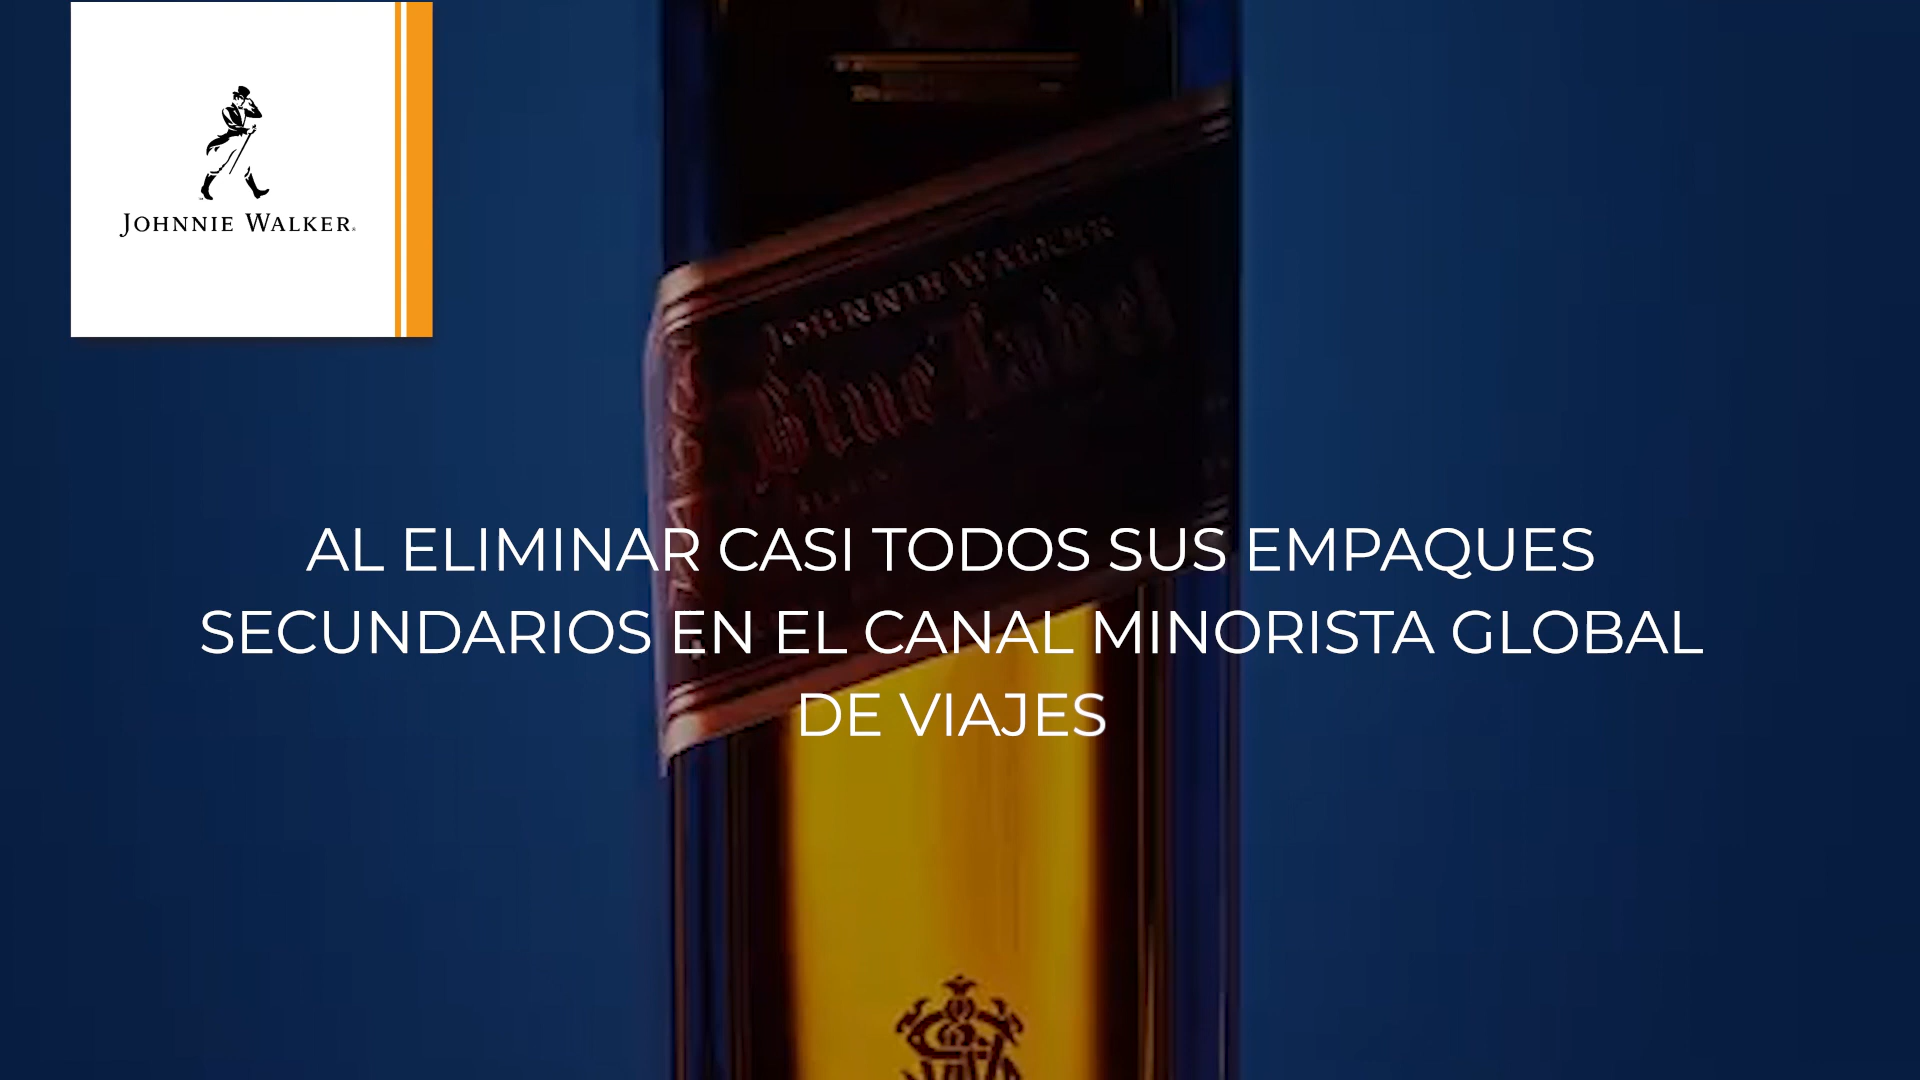 JOHNNIE WALKER
JOHNNIE WALKER
Blue Label
AL ELIMINAR CASI TODOS SUS EMPAQUES
SECUNDARIOS EN EL CANAL MINORISTA GLOBAL
DE VIAJES